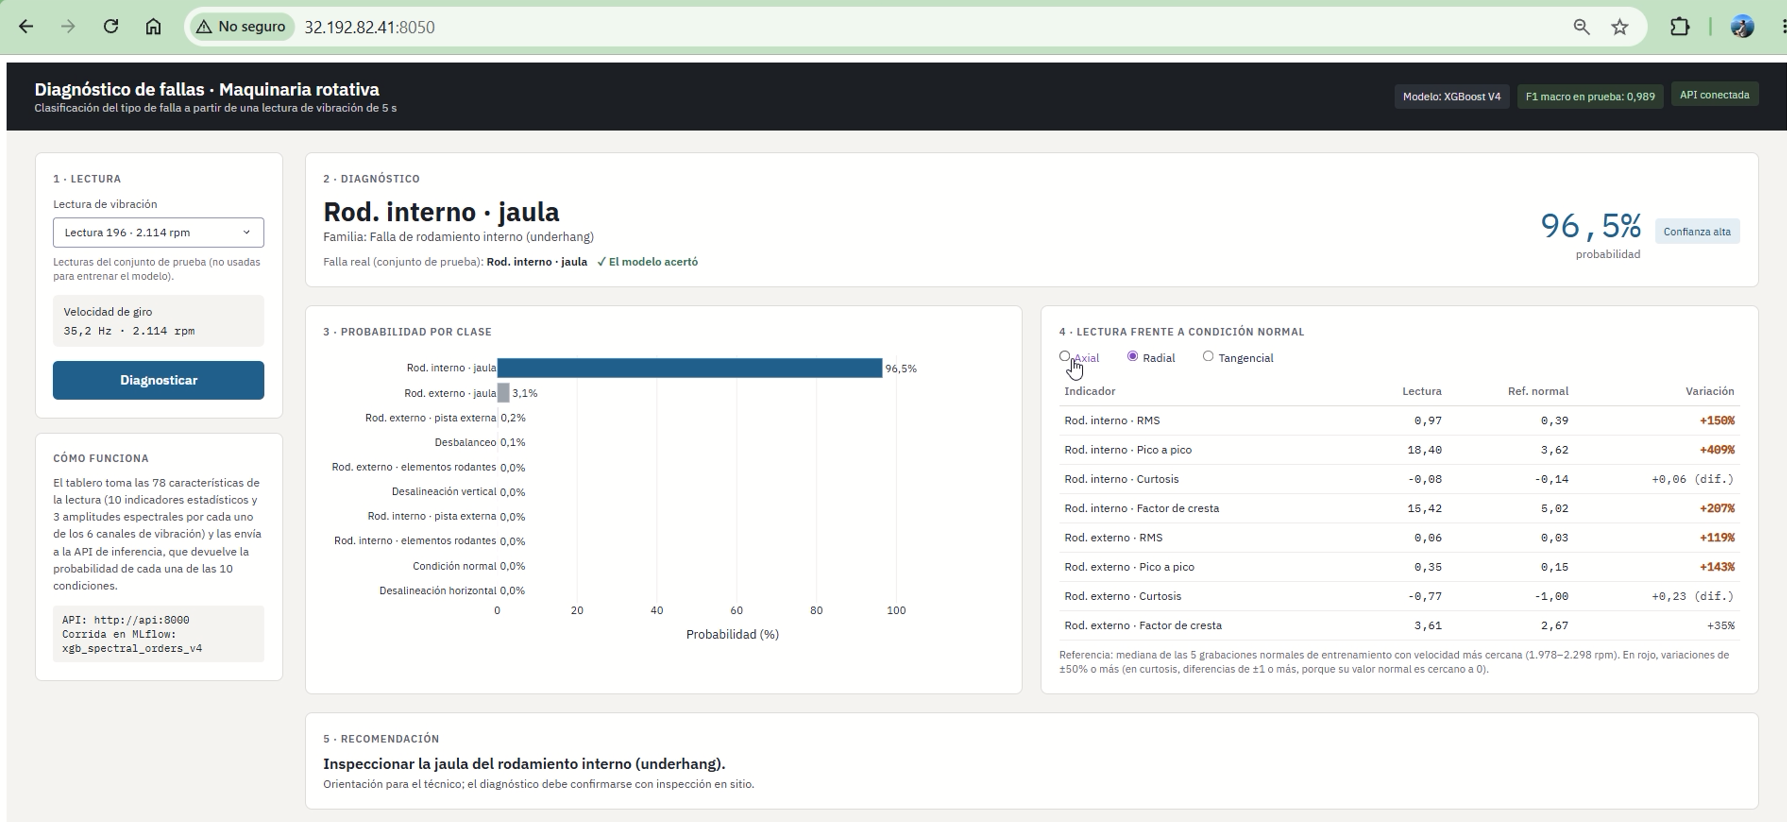 No seguro
32.192.82.41:8050
Diagnóstico de fallas · Maquinaria rotativa
Clasificación del tipo de falla a partir de una lectura de vibración de 5 s
Modelo: XGBoost V4
F1 macro en prueba: 0,989
API conectada
1 · LECTURA
Lectura de vibración
Lectura 196 · 2.114 rpm
Lecturas del conjunto de prueba (no usadas
para entrenar el modelo).
Velocidad de giro
35,2 Hz · 2.114 rpm
Diagnosticar
CÓMO FUNCIONA
El tablero toma las 78 características de
la lectura (10 indicadores estadísticos y
3 amplitudes espectrales por cada uno
de los 6 canales de vibración) y las envía
a la API de inferencia, que devuelve la
probabilidad de cada una de las 10
condiciones.
API: http://api:8000
Corrida en MLflow:
xgb_spectral_orders_v4
2 · DIAGNÓSTICO
Rod. interno · jaula
Familia: Falla de rodamiento interno (underhang)
Falla real (conjunto de prueba): Rod. interno · jaula ✓ El modelo acertó
96,5%
probabilidad
Confianza alta
3 · PROBABILIDAD POR CLASE
Rod. interno · jaula 96,5%
Rod. externo · jaula 3,1%
Rod. externo · pista externa 0,2%
Desbalanceo 0,1%
Rod. externo · elementos rodantes 0,0%
Desalineación vertical 0,0%
Rod. interno · pista externa 0,0%
Rod. interno · elementos rodantes 0,0%
Condición normal 0,0%
Desalineación horizontal 0,0%
0 20 40 60 80 100
Probabilidad (%)
4 · LECTURA FRENTE A CONDICIÓN NORMAL
Axial Radial Tangencial
Indicador Lectura Ref. normal Variación
Rod. interno · RMS 0,97 0,39 +150%
Rod. interno · Pico a pico 18,40 3,62 +409%
Rod. interno · Curtosis -0,08 -0,14 +0,06 (dif.)
Rod. interno · Factor de cresta 15,42 5,02 +207%
Rod. externo · RMS 0,06 0,03 +119%
Rod. externo · Pico a pico 0,35 0,15 +143%
Rod. externo · Curtosis -0,77 -1,00 +0,23 (dif.)
Rod. externo · Factor de cresta 3,61 2,67 +35%
Referencia: mediana de las 5 grabaciones normales de entrenamiento con velocidad más cercana (1.978–2.298 rpm). En rojo, variaciones de
±50% o más (en curtosis, diferencias de ±1 o más, porque su valor normal es cercano a 0).
5 · RECOMENDACIÓN
Inspeccionar la jaula del rodamiento interno (underhang).
Orientación para el técnico; el diagnóstico debe confirmarse con inspección en sitio.